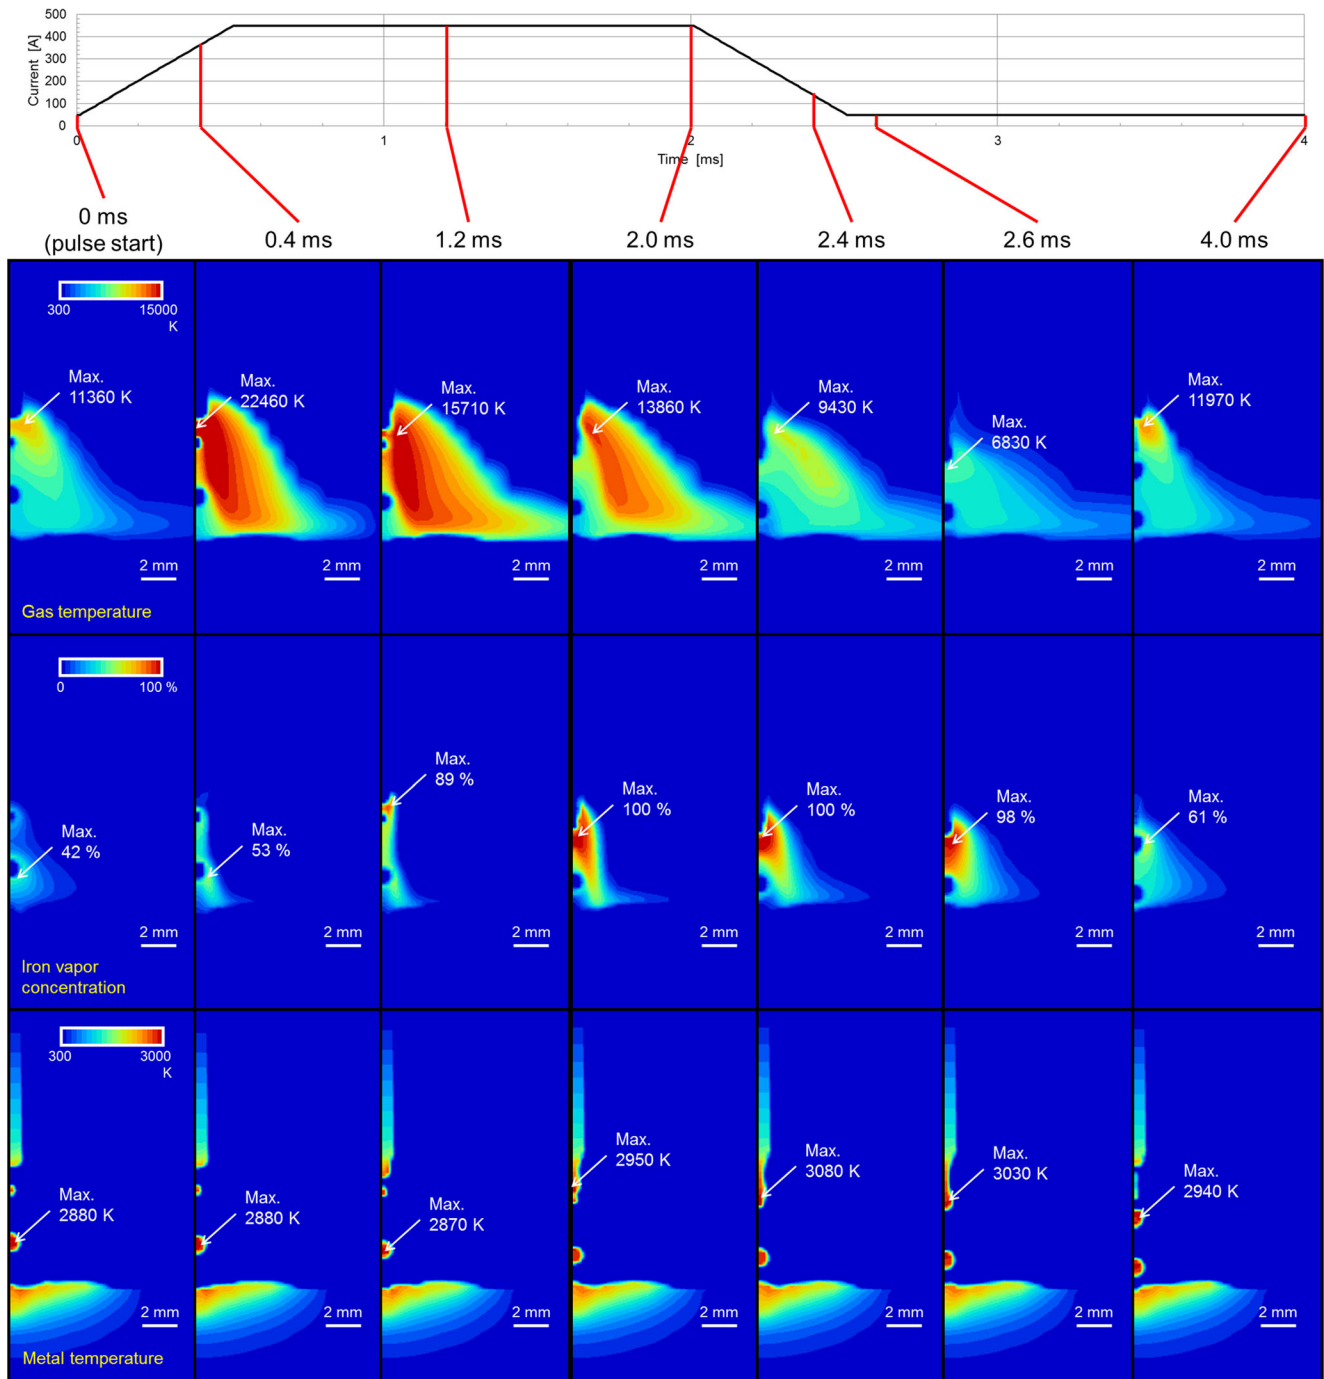 500
400
300
200
100
0
Current [A]
0
1
2
3
4
Time [ms]
0 ms
(pulse start)
0.4 ms
1.2 ms
2.0 ms
2.4 ms
2.6 ms
4.0 ms
300
15000
K
Max.
11360 K
Max.
22460 K
Max.
15710 K
Max.
13860 K
Max.
9430 K
Max.
6830 K
Max.
11970 K
2 mm
2 mm
2 mm
2 mm
2 mm
2 mm
2 mm
Gas temperature
0
100 %
Max.
42 %
Max.
53 %
Max.
89 %
Max.
100 %
Max.
100 %
Max.
98 %
Max.
61 %
2 mm
2 mm
2 mm
2 mm
2 mm
2 mm
2 mm
Iron vapor
concentration
300
3000
K
Max.
2880 K
Max.
2880 K
Max.
2870 K
Max.
2950 K
Max.
3080 K
Max.
3030 K
Max.
2940 K
2 mm
2 mm
2 mm
2 mm
2 mm
2 mm
2 mm
Metal temperature